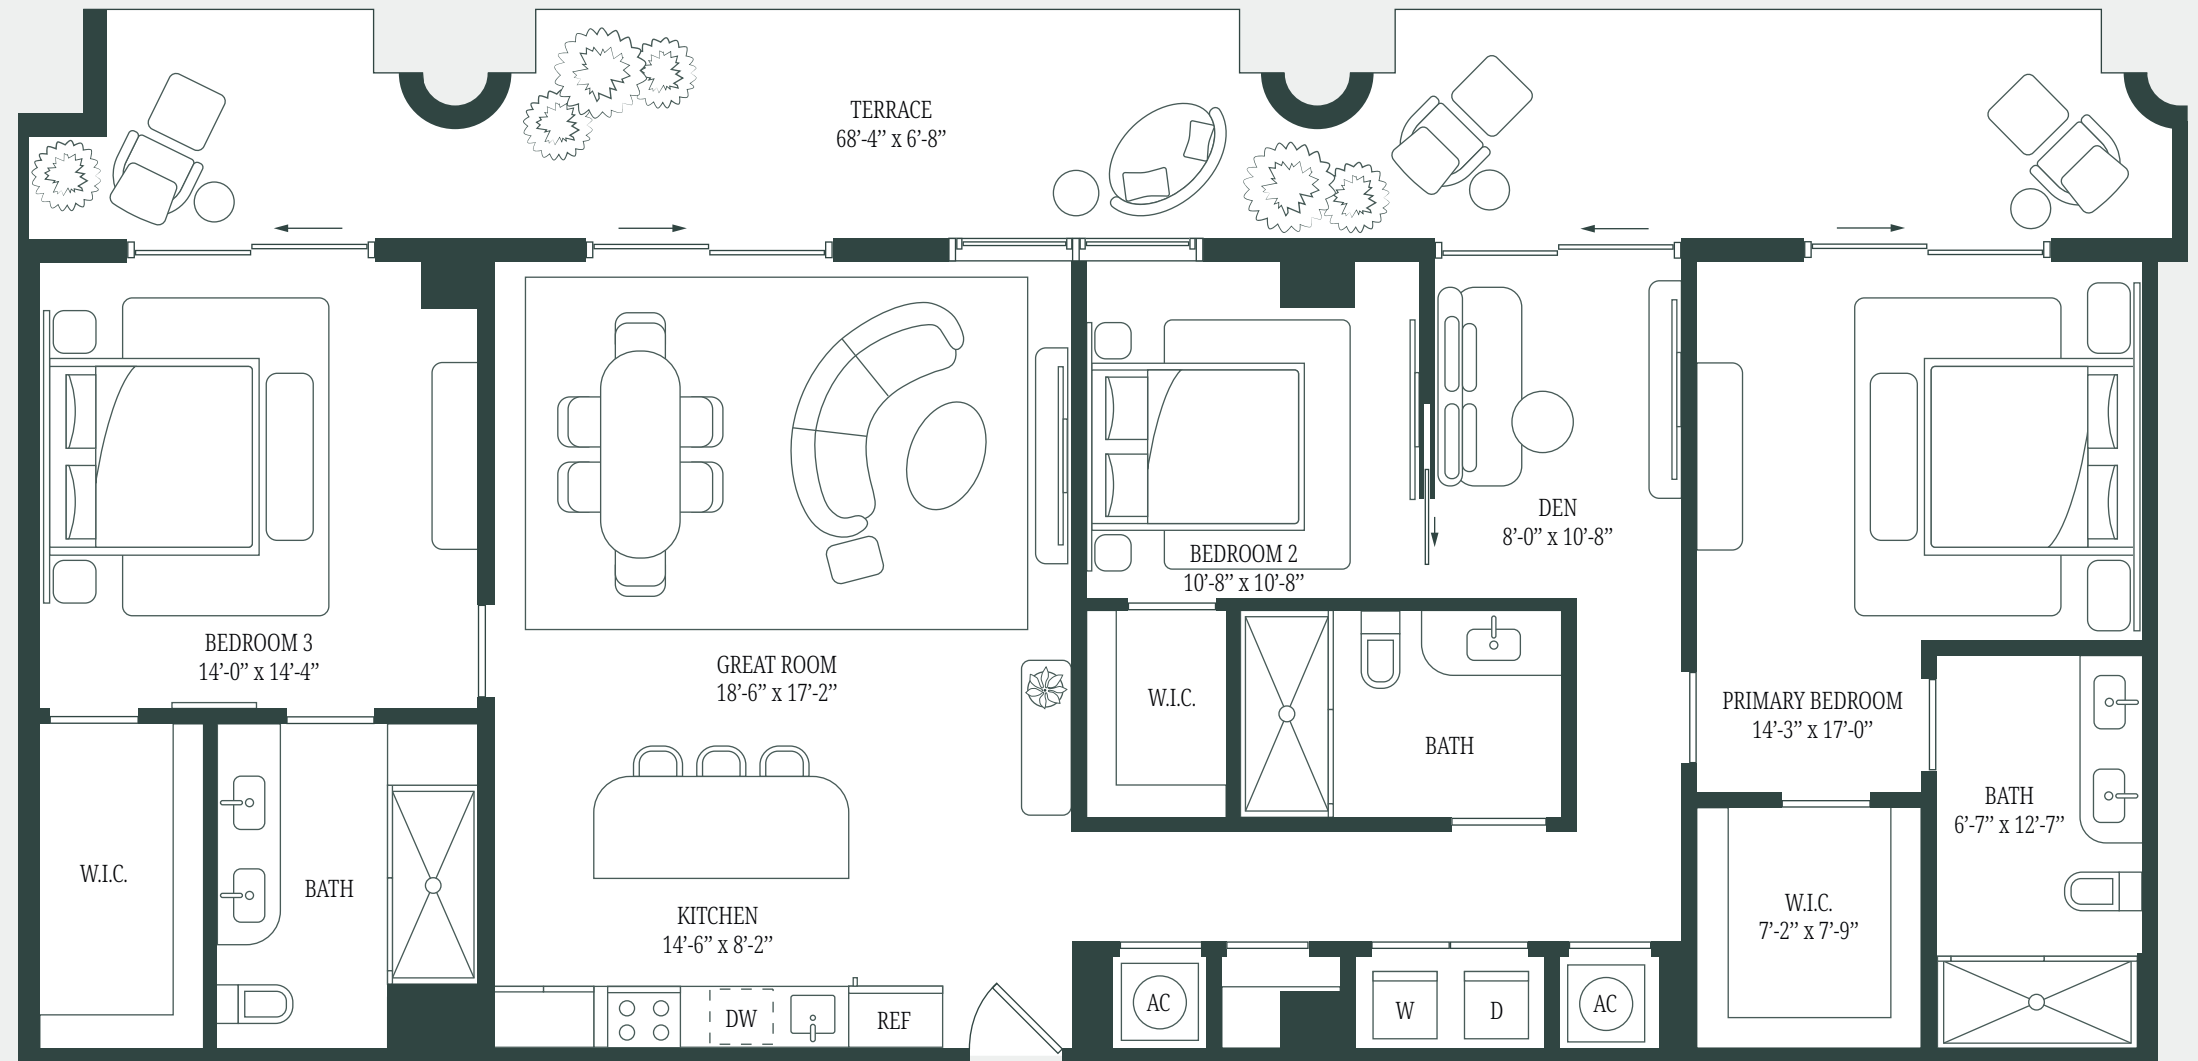 TERRACE
68’-4” x 6’-8”
DEN
8’-0” x 10’-8”
BEDROOM 2
10’-8” x 10’-8”
BEDROOM 3
14’-0” x 14’-4”
GREAT ROOM
18’-6” x 17’-2”
W.I.C.
BATH
PRIMARY BEDROOM
14’-3” x 17’-0”
BATH
6’-7” x 12’-7”
W.I.C.
BATH
KITCHEN
14’-6” x 8’-2”
W.I.C.
7’-2” x 7’-9”
DW
REF
AC
W
D
AC